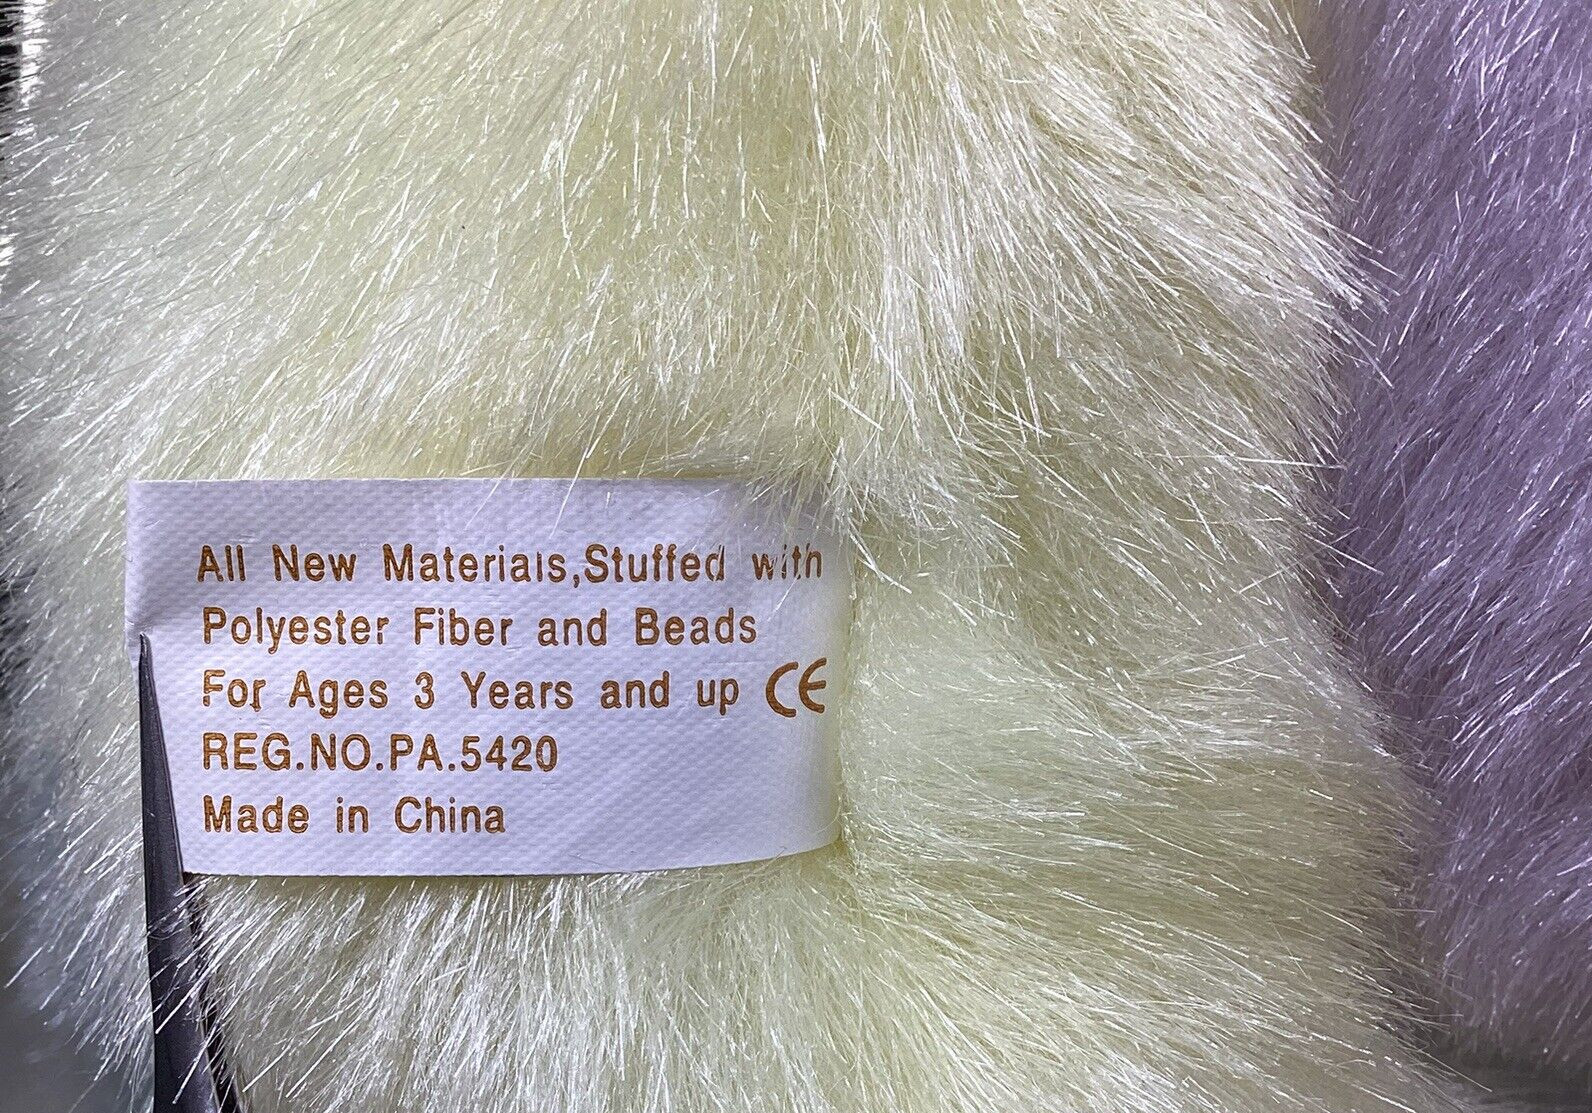 All New Materials,Stuffed with
Polyester Fiber and Beads
For Ages 3 Years and up CE
REG.NO.PA.5420
Made in China